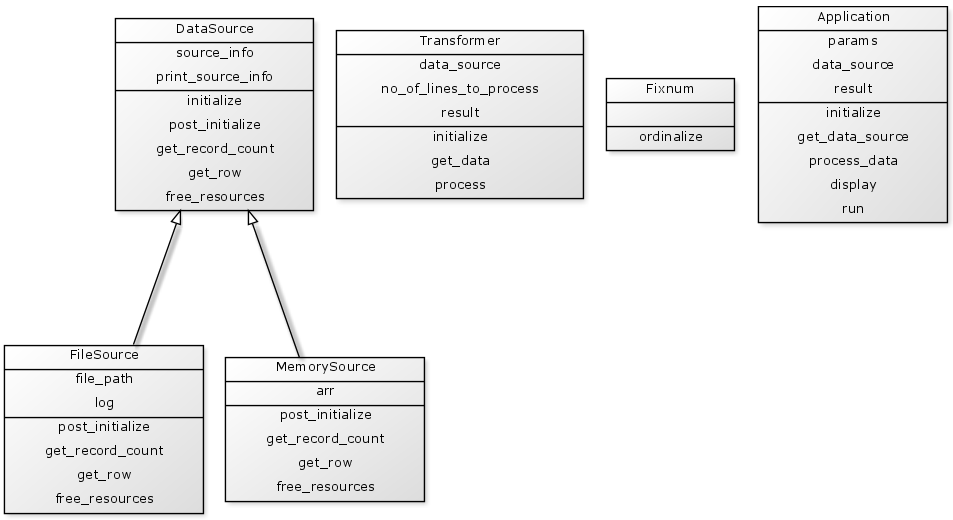 DataSource
source_info
print_source_info
initialize
post_initialize
get_record_count
get_row
free_resources
Transformer
data_source
no_of_lines_to_process
result
initialize
get_data
process
Fixnum
ordinalize
Application
params
data_source
result
initialize
get_data_source
process_data
display
run
FileSource
file_path
log
post_initialize
get_record_count
get_row
free_resources
MemorySource
arr
post_initialize
get_record_count
get_row
free_resources